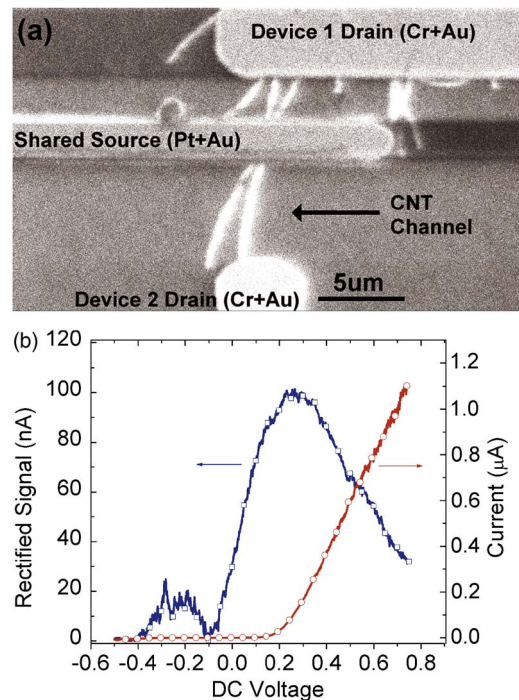 (a)
Device 1 Drain (Cr+Au)
Shared Source (Pt+Au)
CNT
Channel
Device 2 Drain (Cr+Au)
5um
(b)
120
100
80
60
40
20
0
Rectified Signal (nA)
1.2
1.0
0.8
0.6
0.4
0.2
0.0
Current (μA)
-0.6 -0.4 -0.2 0.0 0.2 0.4 0.6 0.8
DC Voltage